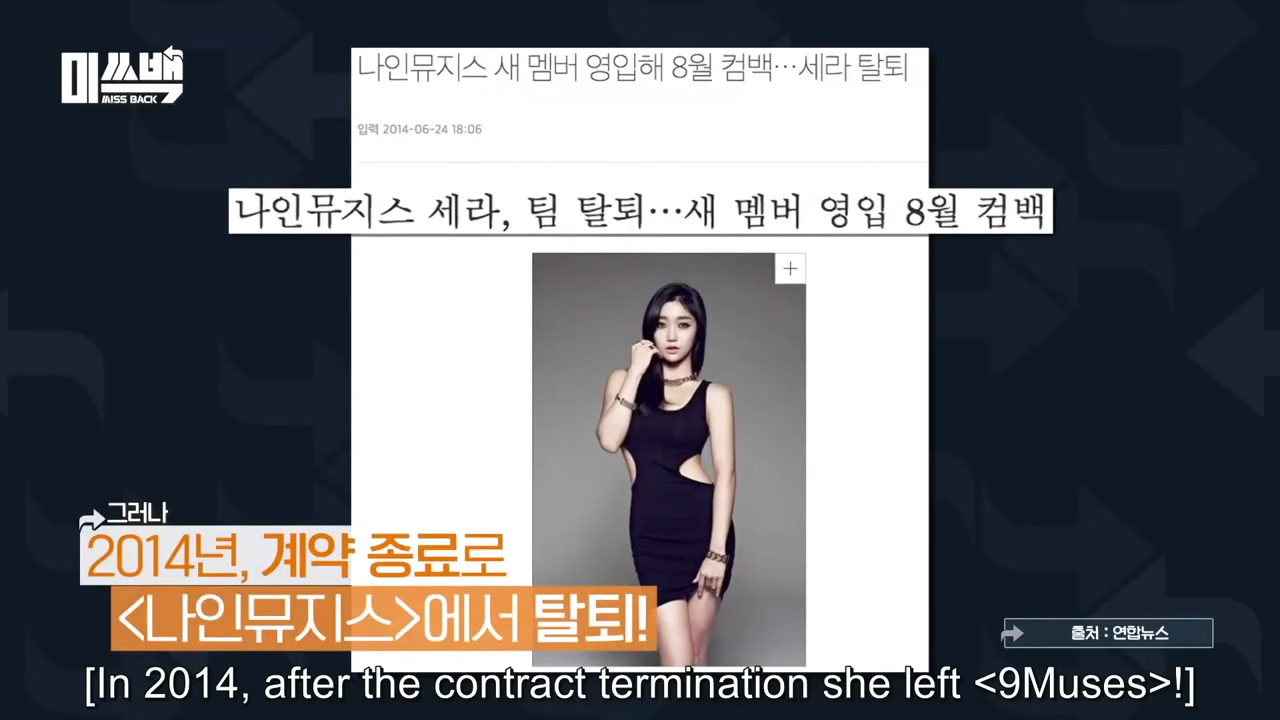 미쓰백
MISS BACK
나인뮤지스 새 멤버 영입해 8월 컴백…세라 탈퇴
입력 2014-06-24 18:06
나인뮤지스 세라, 팀 탈퇴…새 멤버 영입 8월 컴백
그러나
2014년, 계약 종료로
<나인뮤지스>에서 탈퇴!
출처 : 연합뉴스
[In 2014, after the contract termination she left <9Muses>!]